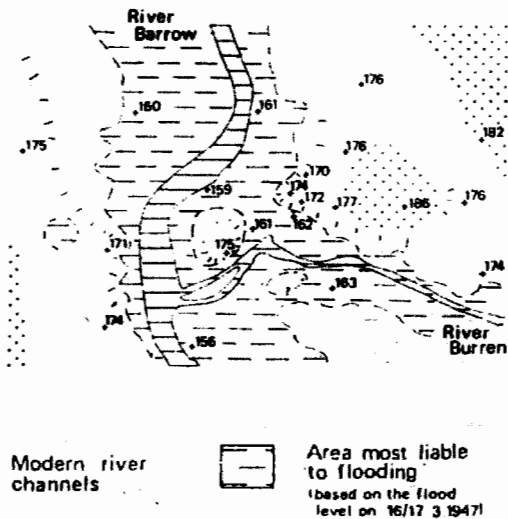 River
Barrow
176
160
161
182
175
176
170
174
172
159
177
186
176
162
161
171
175
174
163
?
174
156
River
Burren
Modern river
channels
Area most liable
to flooding
(based on the flood
level on 16/17 3 1947)